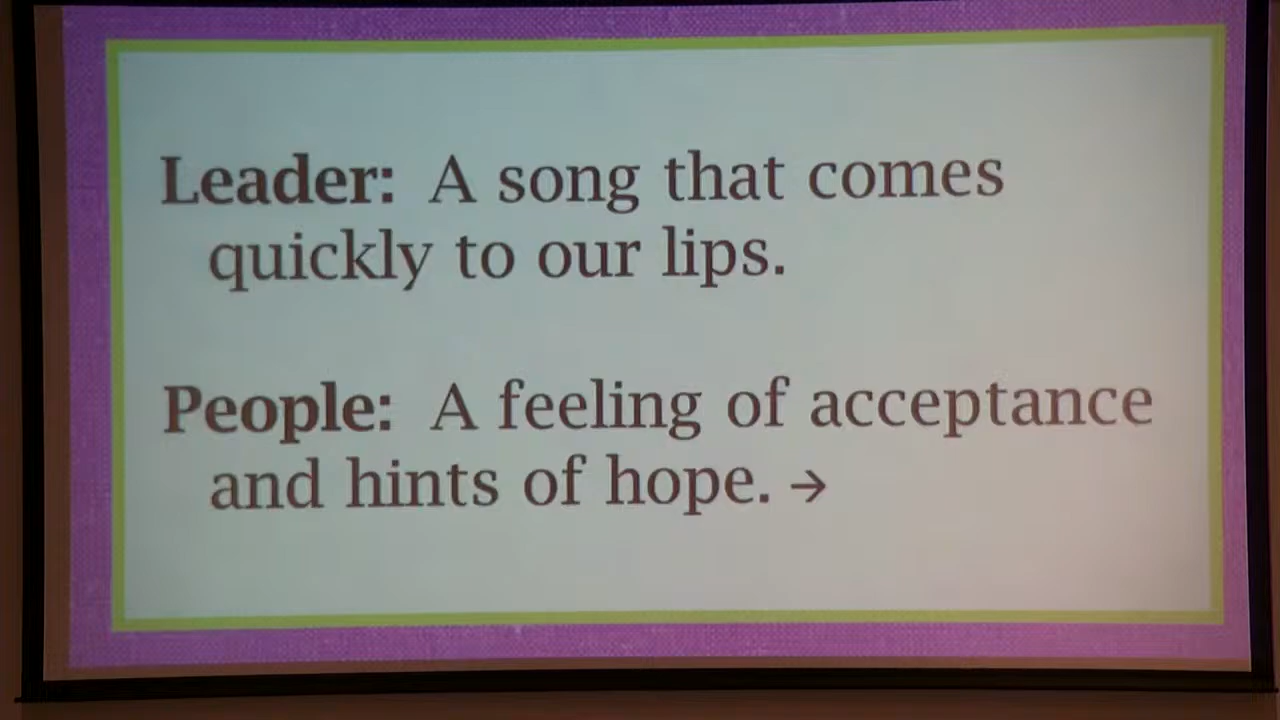 Leader: A song that comes
quickly to our lips.
People: A feeling of acceptance
and hints of hope. →